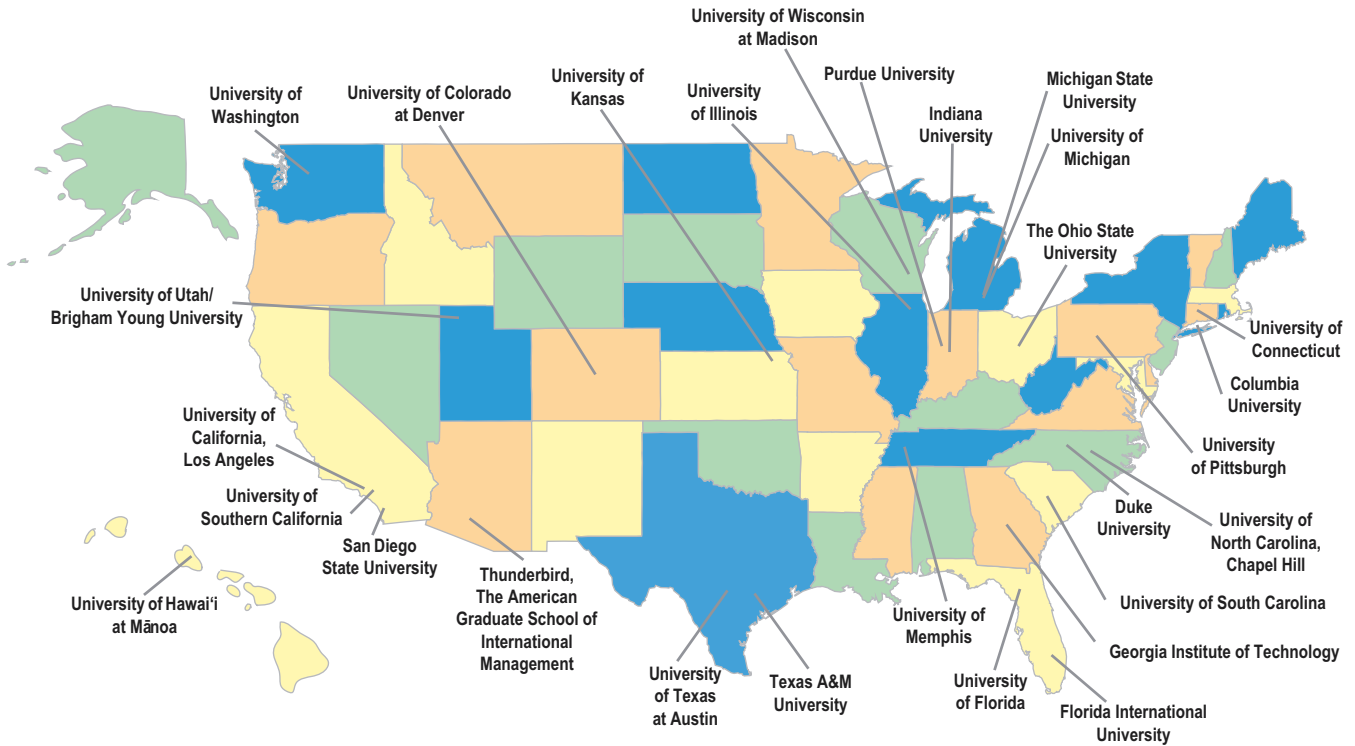 University of Wisconsin
at Madison
Purdue University
Michigan State
University
University of
Kansas
University of Colorado
at Denver
University of
Washington
University
of Illinois
Indiana
University
University of
Michigan
The Ohio State
University
University of Utah/
Brigham Young University
University of
Connecticut
Columbia
University
University of
California,
Los Angeles
University
of Pittsburgh
University of
Southern California
Duke
University
University of
North Carolina,
Chapel Hill
San Diego
State University
Thunderbird,
The American
Graduate School of
International
Management
University of Hawai‘i
at Mānoa
University of
Memphis
University of South Carolina
Georgia Institute of Technology
University
of Texas
at Austin
Texas A&M
University
University
of Florida
Florida International
University